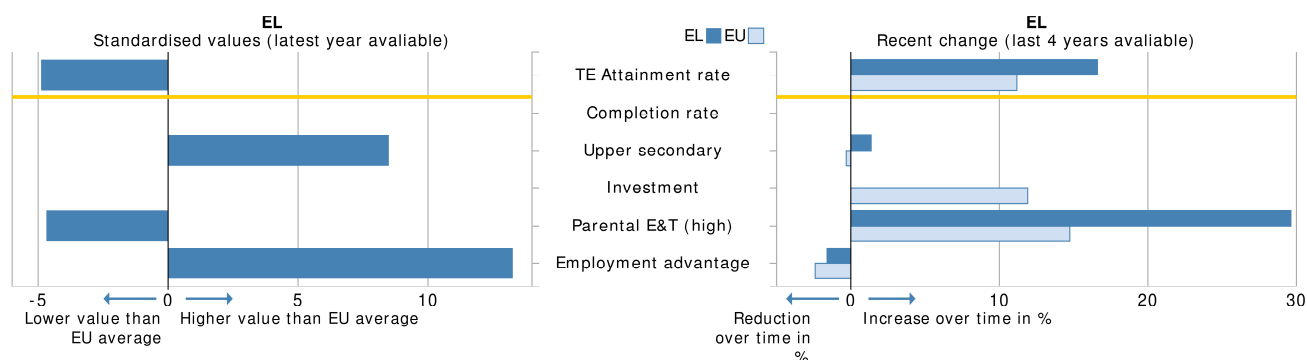 EL
Standardised values (latest year avaliable)
EL EU
EL
Recent change (last 4 years avaliable)
TE Attainment rate
Completion rate
Upper secondary
Investment
Parental E&T (high)
Employment advantage
-5 0 5 10
Lower value than
EU average
Higher value than EU average
0 10 20 30
Reduction
over time in
%
Increase over time in %